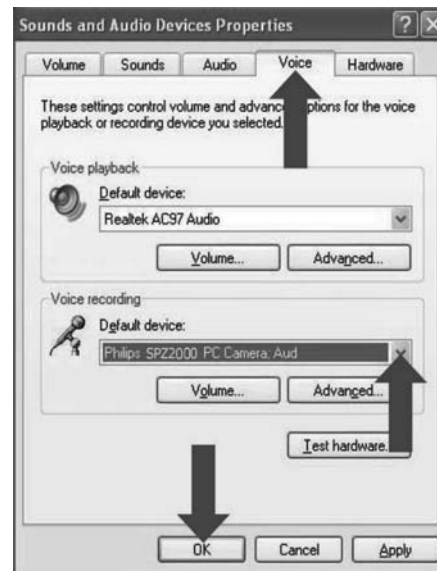 Sounds and Audio Devices Properties
Volume Sounds Audio Voice Hardware
These settings control volume and advanced options for the voice
playback or recording device you selected.
Voice playback
Default device:
Realtek AC97 Audio
Volume... Advanced...
Voice recording
Default device:
Philips SPZ2000 PC Camera; Aud
Volume... Advanced...
Test hardware...
OK Cancel Apply